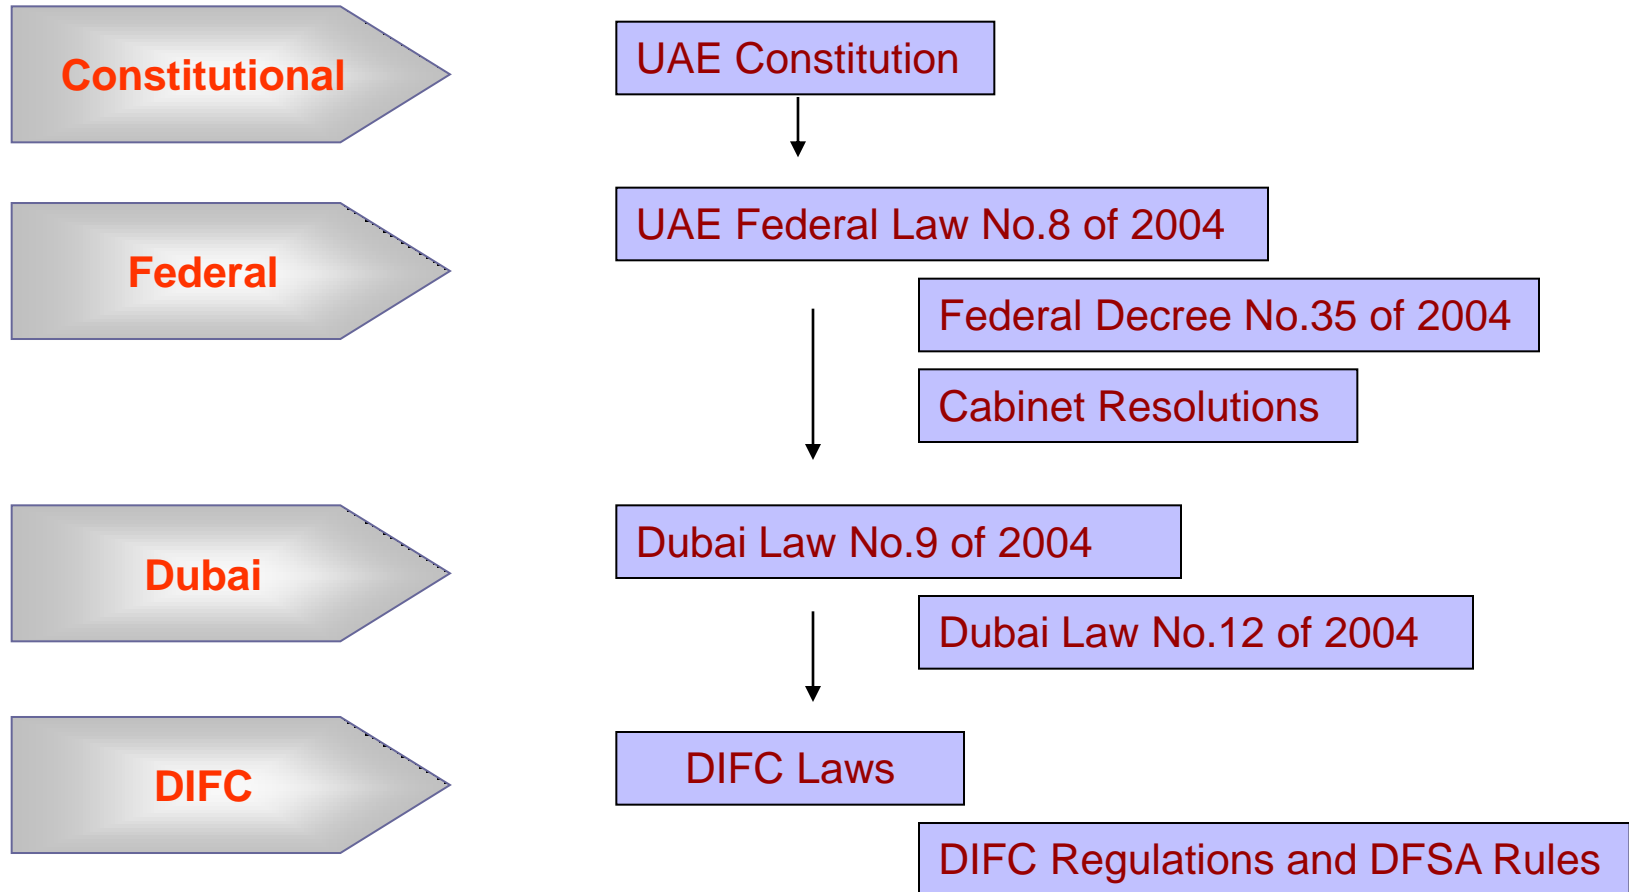 Constitutional
UAE Constitution
Federal
UAE Federal Law No.8 of 2004
Federal Decree No.35 of 2004
Cabinet Resolutions
Dubai
Dubai Law No.9 of 2004
Dubai Law No.12 of 2004
DIFC
DIFC Laws
DIFC Regulations and DFSA Rules